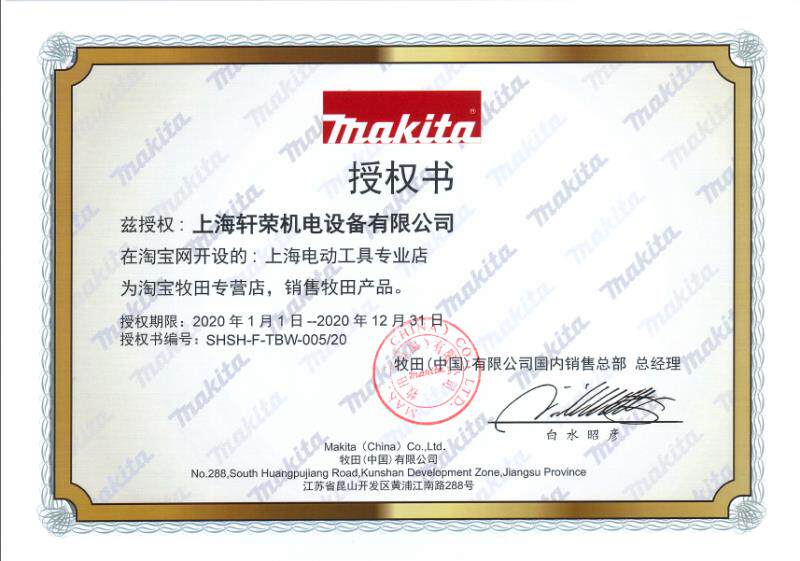 makita®
授权书
兹授权：上海轩荣机电设备有限公司
在淘宝网开设的：上海电动工具专业店
为淘宝牧田专营店，销售牧田产品。
授权期限：2020 年 1 月 1 日 --2020 年 12 月 31 日
授权书编号：SHSH-F-TBW-005/20
牧田(中国)有限公司国内销售总部 总经理
白水昭彦
Makita（China）Co.,Ltd.
牧田(中国)有限公司
No.288,South Huangpujiang Road,Kunshan Development Zone,Jiangsu Province
江苏省昆山开发区黄浦江南路288号